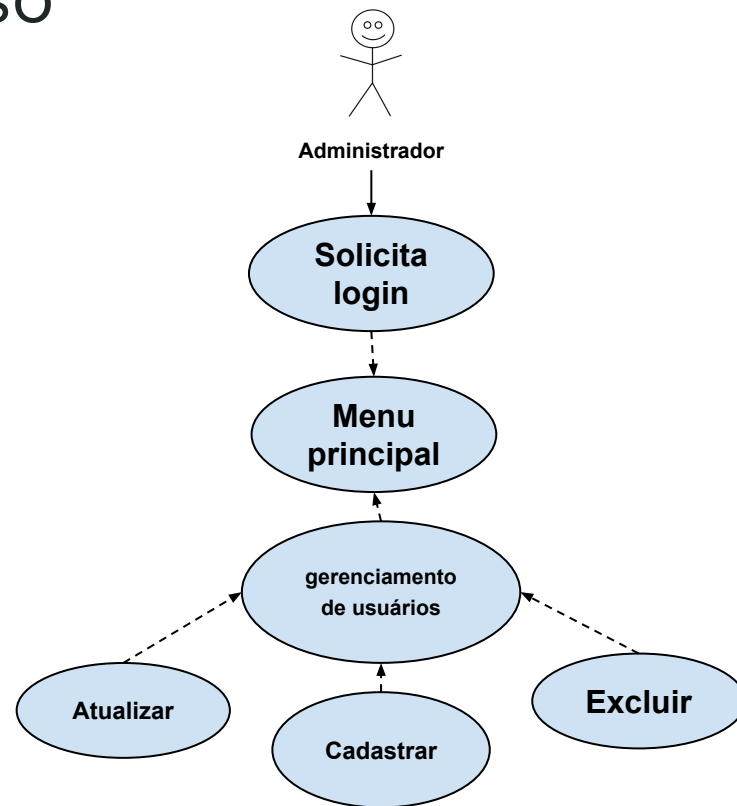 so
Administrador
Solicita
login
Menu
principal
gerenciamento
de usuários
Atualizar
Cadastrar
Excluir